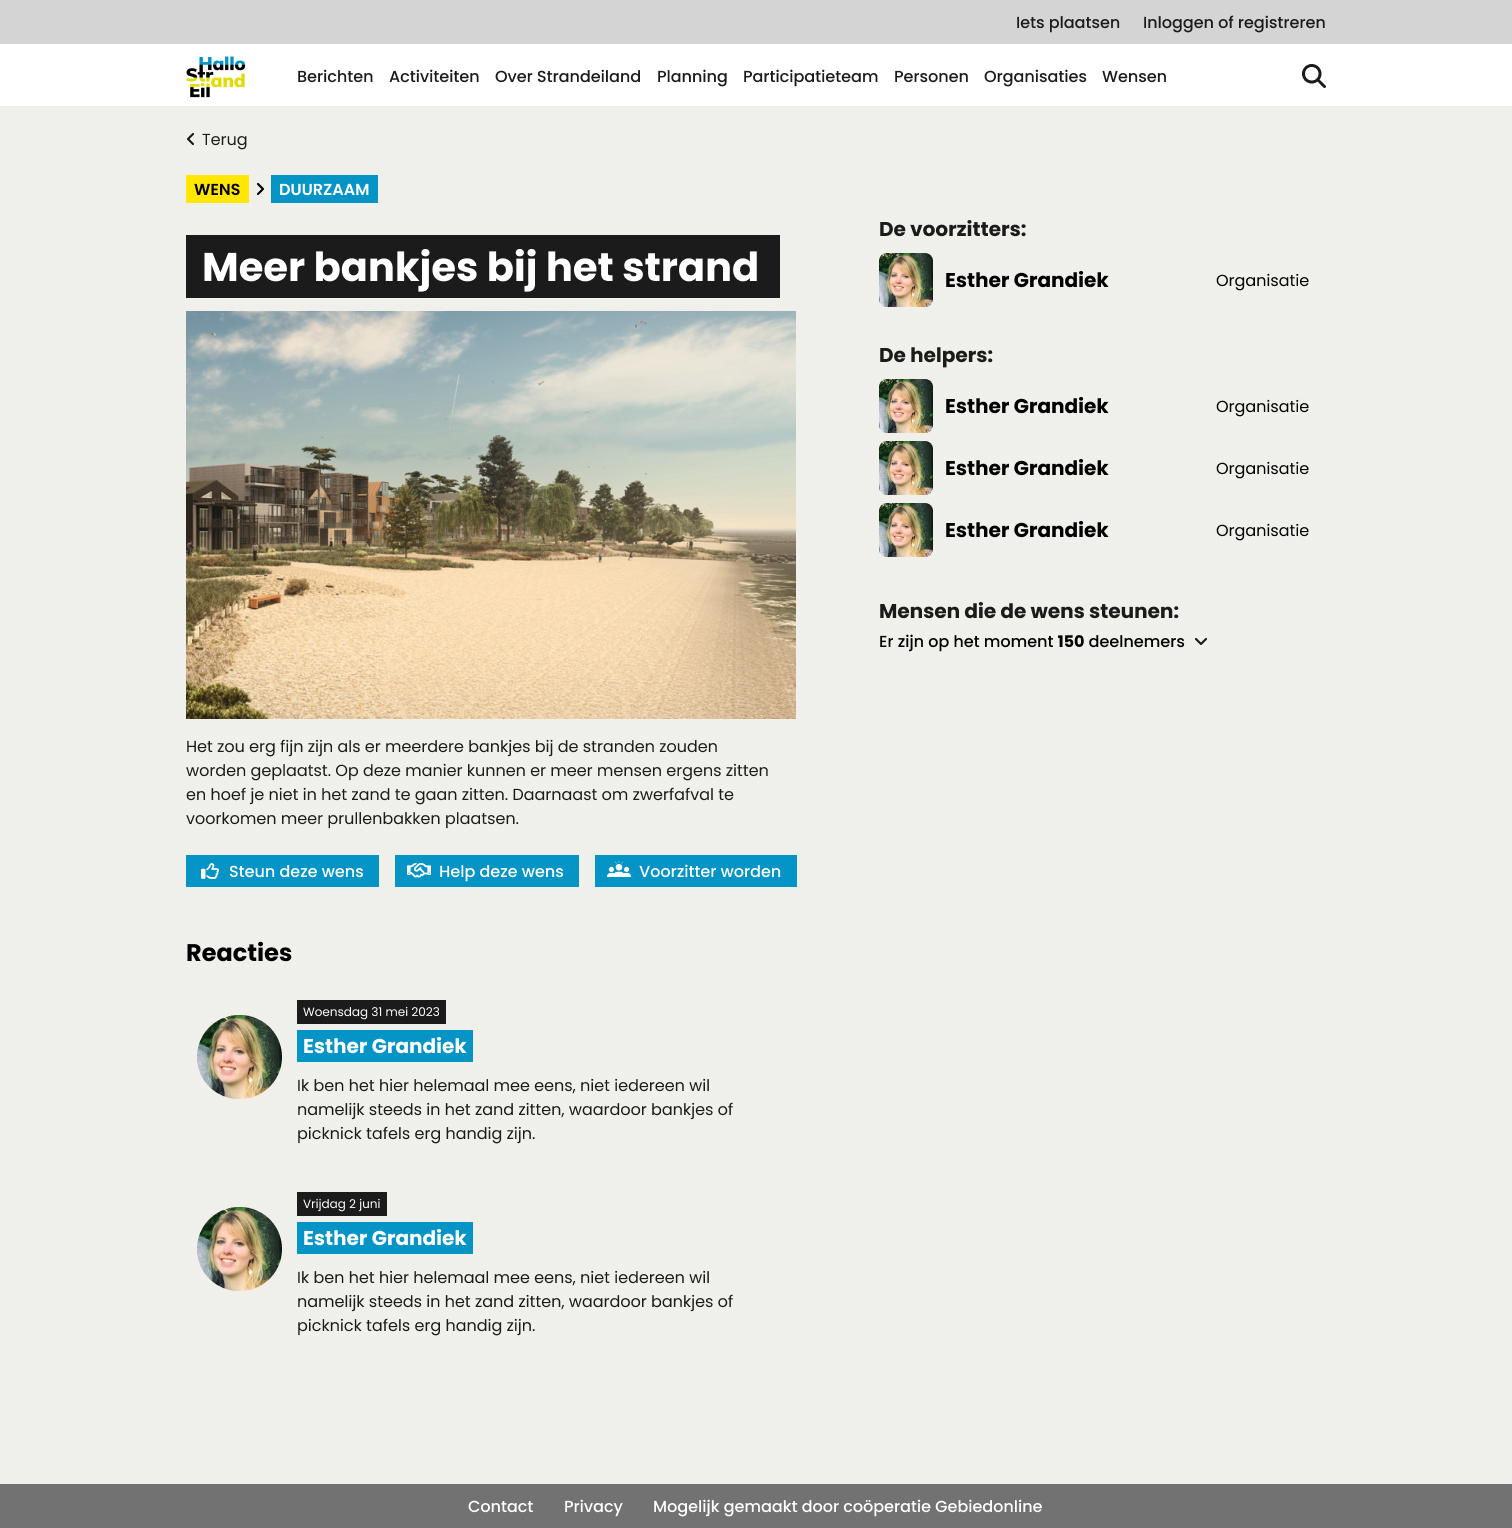 Iets plaatsen Inloggen of registreren
Hallo
Strand
Eil
Berichten Activiteiten Over Strandeiland Planning Participatieteam Personen Organisaties Wensen
Terug
WENS DUURZAAM
Meer bankjes bij het strand
Het zou erg fijn zijn als er meerdere bankjes bij de stranden zouden
worden geplaatst. Op deze manier kunnen er meer mensen ergens zitten
en hoef je niet in het zand te gaan zitten. Daarnaast om zwerfafval te
voorkomen meer prullenbakken plaatsen.
Steun deze wens Help deze wens Voorzitter worden
De voorzitters:
Esther Grandiek Organisatie
De helpers:
Esther Grandiek Organisatie
Esther Grandiek Organisatie
Esther Grandiek Organisatie
Mensen die de wens steunen:
Er zijn op het moment 150 deelnemers
Reacties
Woensdag 31 mei 2023
Esther Grandiek
Ik ben het hier helemaal mee eens, niet iedereen wil
namelijk steeds in het zand zitten, waardoor bankjes of
picknick tafels erg handig zijn.
Vrijdag 2 juni
Esther Grandiek
Ik ben het hier helemaal mee eens, niet iedereen wil
namelijk steeds in het zand zitten, waardoor bankjes of
picknick tafels erg handig zijn.
Contact Privacy Mogelijk gemaakt door coöperatie Gebiedonline